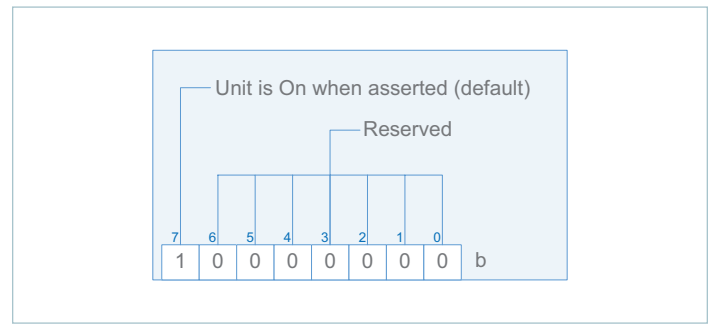 Unit is On when asserted (default)
Reserved
7 6 5 4 3 2 1 0
1 0 0 0 0 0 0 0 b